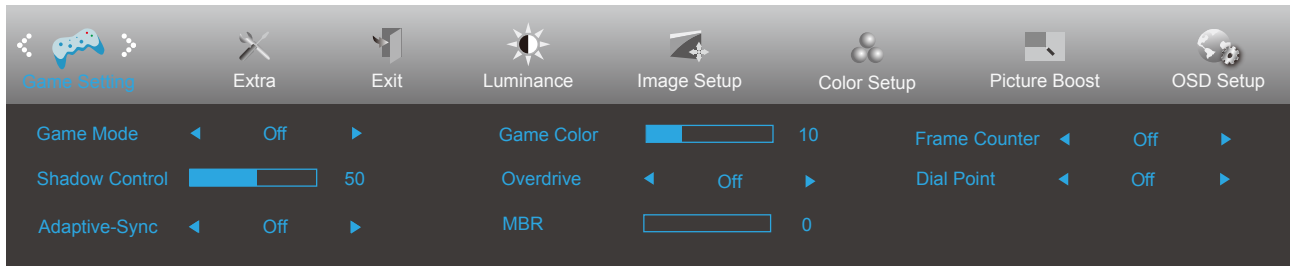 Game Setting
Extra
Exit
Luminance
Image Setup
Color Setup
Picture Boost
OSD Setup
Game Mode Off
Game Color 10
Frame Counter Off
Shadow Control 50
Overdrive Off
Dial Point Off
Adaptive-Sync Off
MBR 0